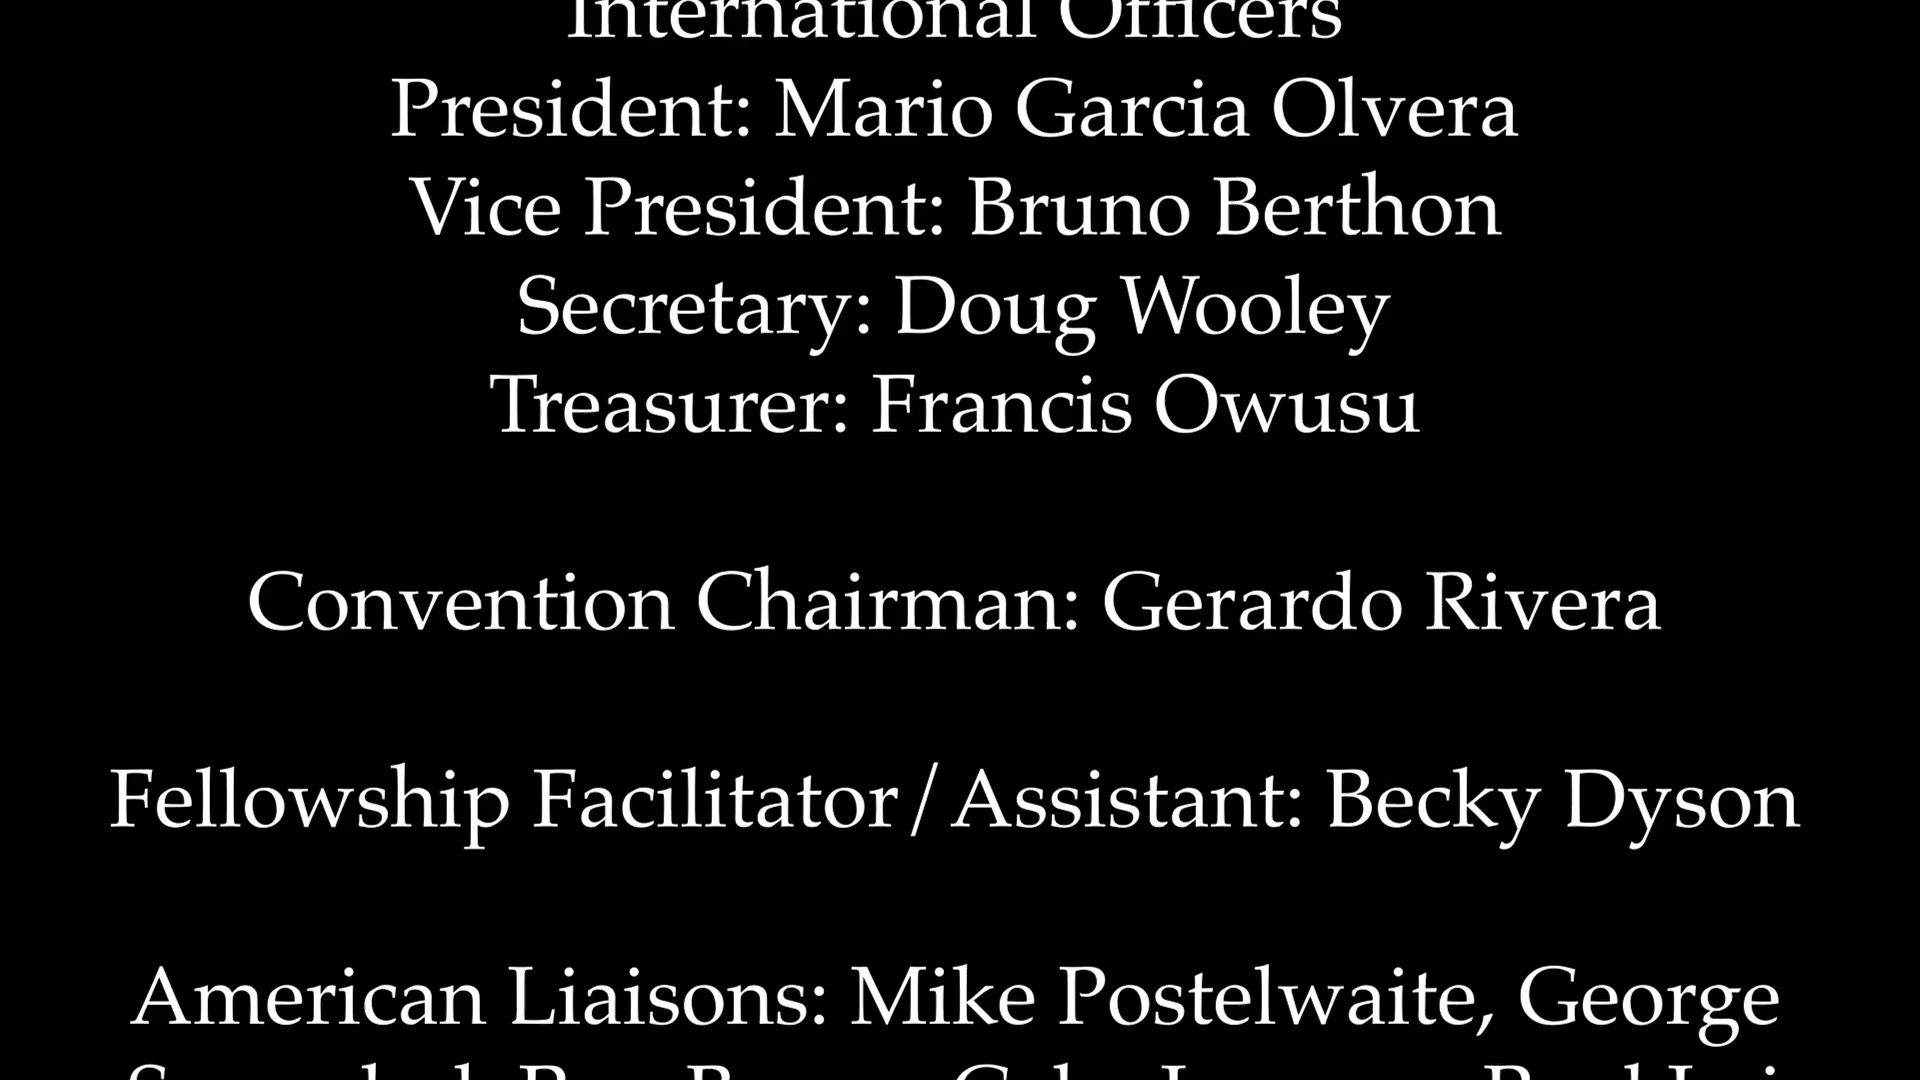 International Officers
President: Mario Garcia Olvera
Vice President: Bruno Berthon
Secretary: Doug Wooley
Treasurer: Francis Owusu
Convention Chairman: Gerardo Rivera
Fellowship Facilitator/Assistant: Becky Dyson
American Liaisons: Mike Postelwaite, George